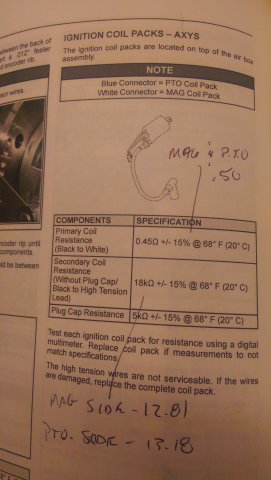 IGNITION COIL PACKS – AXYS
The ignition coil packs are located on top of the air box
assembly.
NOTE
Blue Connector = PTO Coil Pack
White Connector = MAG Coil Pack
MAG & PTO
.50
COMPONENTS SPECIFICATION
Primary Coil
Resistance
(Black to White)
0.45Ω +/- 15% @ 68° F (20° C)
Secondary Coil
Resistance
(Without Plug Cap/
Black to High Tension
Lead)
18kΩ +/- 15% @ 68° F (20° C)
Plug Cap Resistance 5kΩ +/- 15% @ 68° F (20° C)
Test each ignition coil pack for resistance using a digital
multimeter. Replace coil pack if measurements to not
match specifications.
The high tension wires are not serviceable. If the wires
are damaged, replace the complete coil pack.
MAG SIDE - 12.81
PTO - SIDE - 13.18
between the back of
a .012" feeler
d encoder rib.
sor wires.
ncoder rib until
components.
uld be between